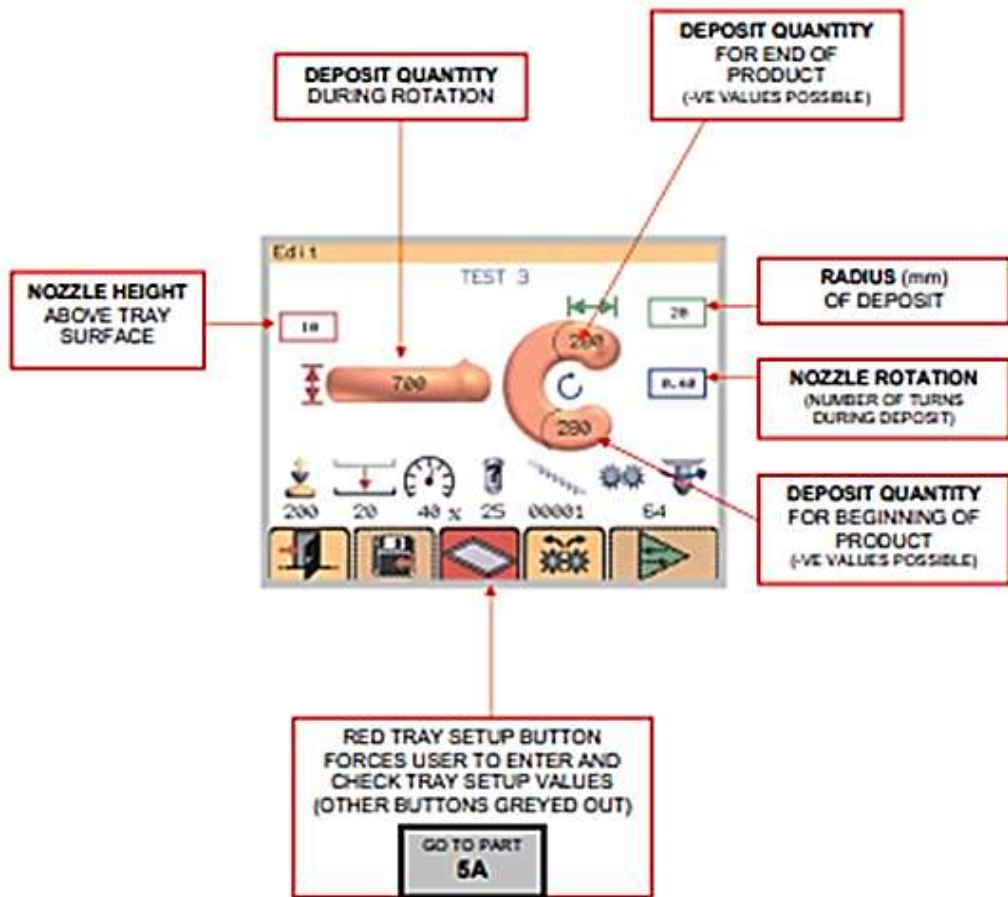 DEPOSIT QUANTITY
FOR END OF
PRODUCT
(-VE VALUES POSSIBLE)
DEPOSIT QUANTITY
DURING ROTATION
Edit
TEST 3
NOZZLE HEIGHT
ABOVE TRAY
SURFACE
10
RADIUS (mm)
OF DEPOSIT
20
200
700
0.60
NOZZLE ROTATION
(NUMBER OF TURNS
DURING DEPOSIT)
200
?
200 20 40 % 25 00001 64
DEPOSIT QUANTITY
FOR BEGINNING OF
PRODUCT
(-VE VALUES POSSIBLE)
RED TRAY SETUP BUTTON
FORCES USER TO ENTER AND
CHECK TRAY SETUP VALUES
(OTHER BUTTONS GREYED OUT)
GO TO PART
5A